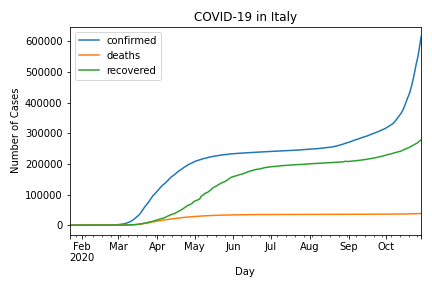 COVID-19 in Italy
confirmed
deaths
recovered
Number of Cases
600000
500000
400000
300000
200000
100000
0
Feb Mar Apr May Jun Jul Aug Sep Oct
2020
Day